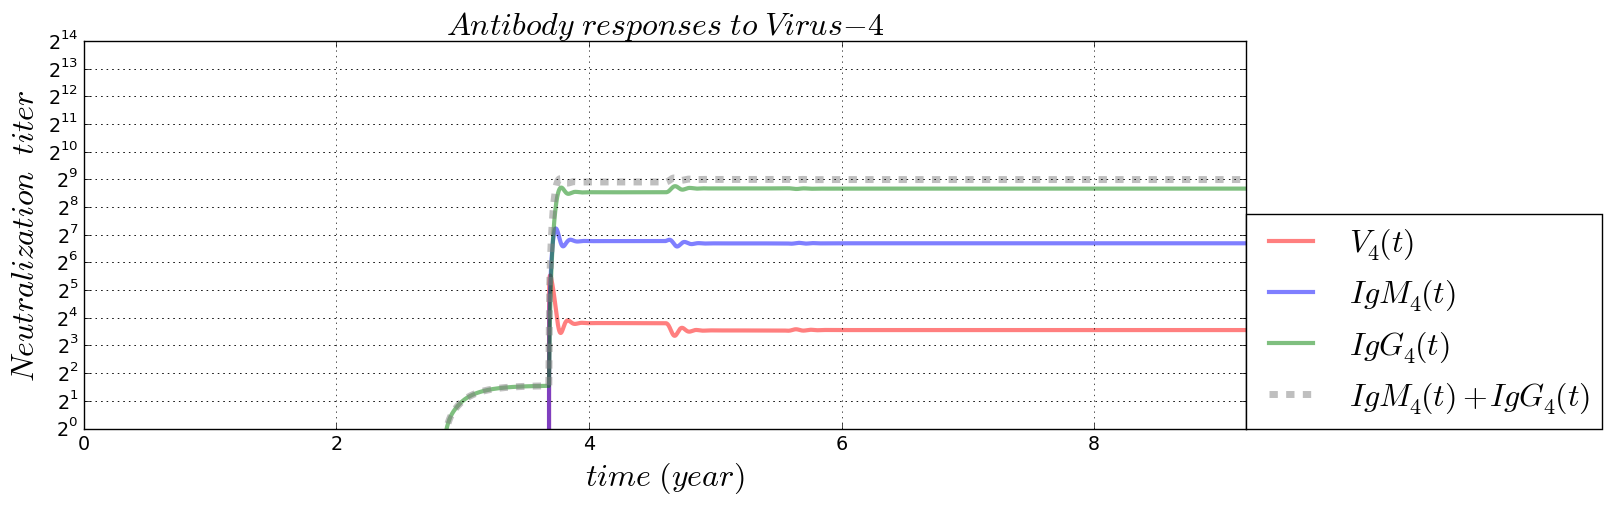 Antibody responses to Virus−4
Neutralization titer
2^14
2^13
2^12
2^11
2^10
2^9
2^8
2^7
2^6
2^5
2^4
2^3
2^2
2^1
2^0
0 2 4 6 8
time (year)
V_4(t)
IgM_4(t)
IgG_4(t)
IgM_4(t)+IgG_4(t)